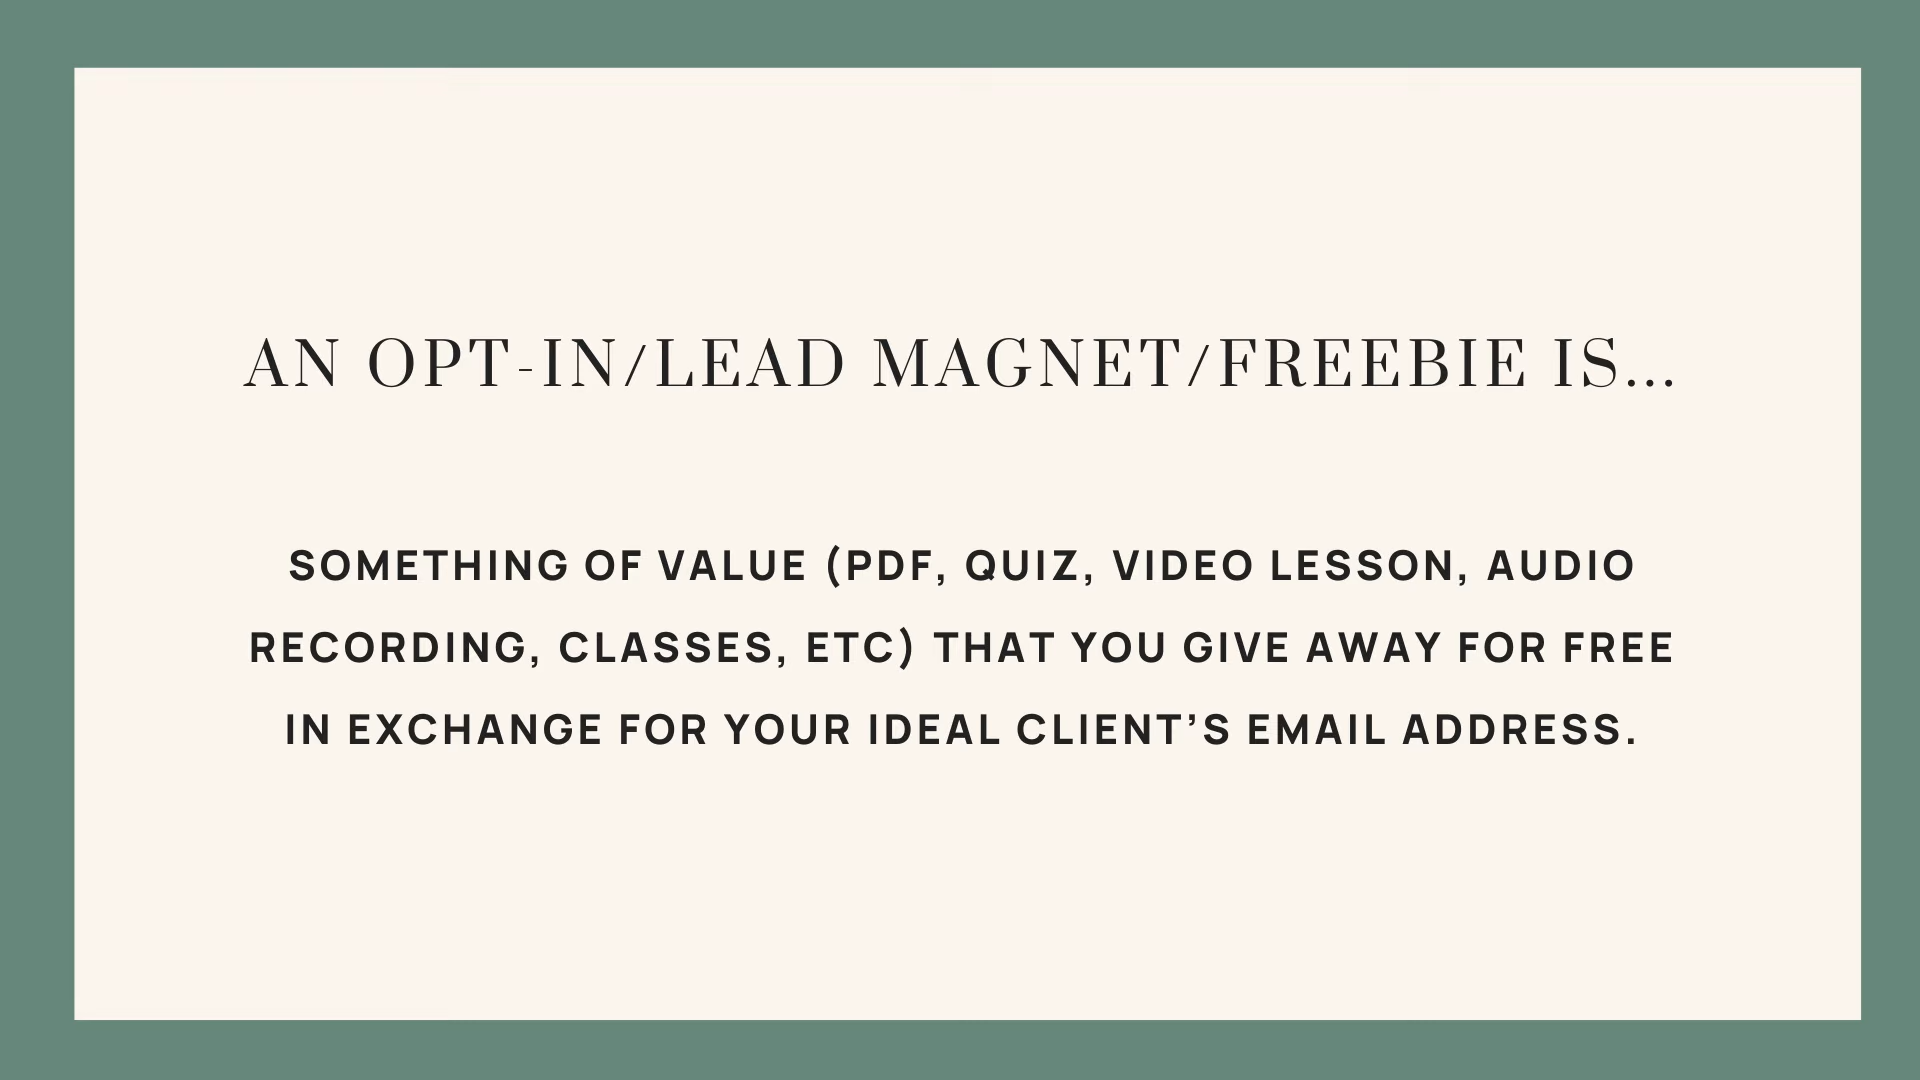 AN OPT-IN/LEAD MAGNET/FREEBIE IS...
SOMETHING OF VALUE (PDF, QUIZ, VIDEO LESSON, AUDIO
RECORDING, CLASSES, ETC) THAT YOU GIVE AWAY FOR FREE
IN EXCHANGE FOR YOUR IDEAL CLIENT’S EMAIL ADDRESS.